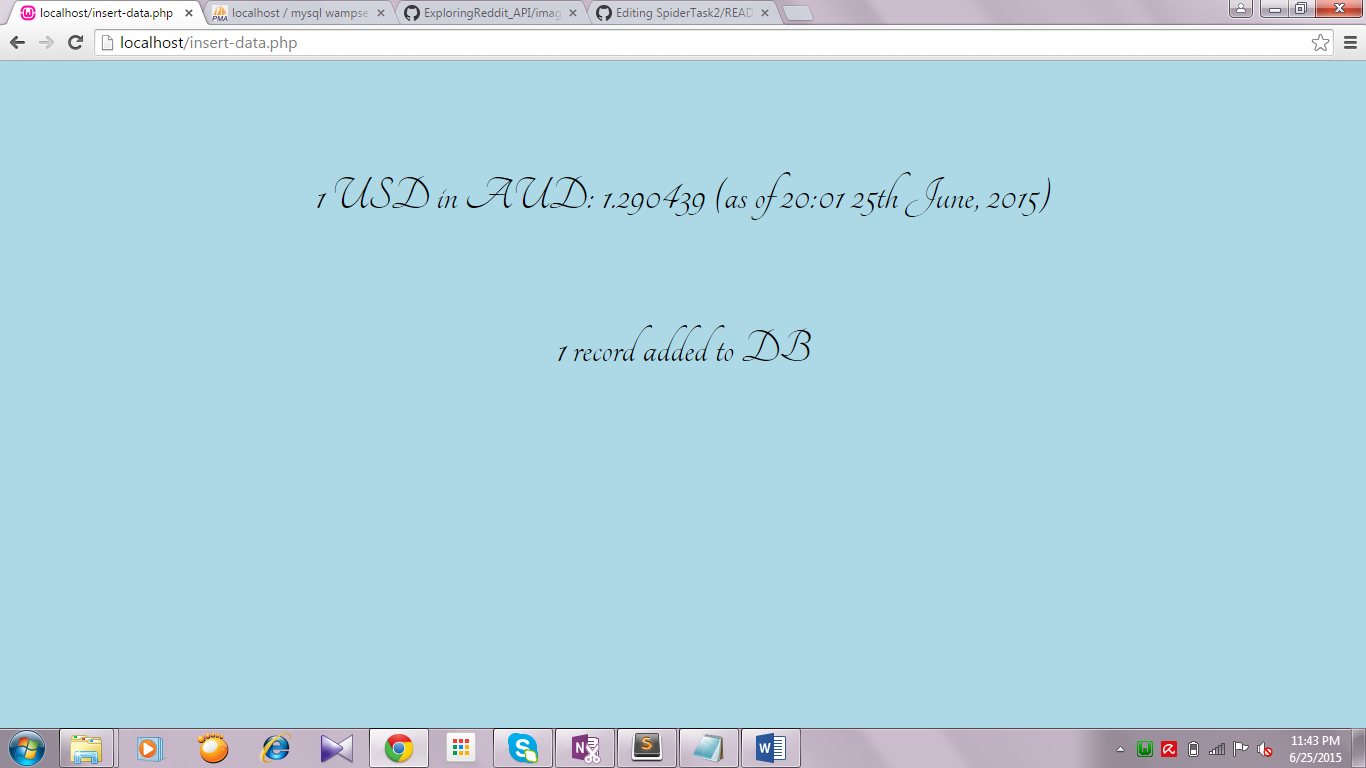 localhost/insert-data.php
localhost / mysql wampse
ExploringReddit_API/imag
Editing SpiderTask2/READ
localhost/insert-data.php
1 USD in AUD: 1.290439 (as of 20:01 25th June, 2015)
1 record added to DB
11:43 PM
6/25/2015